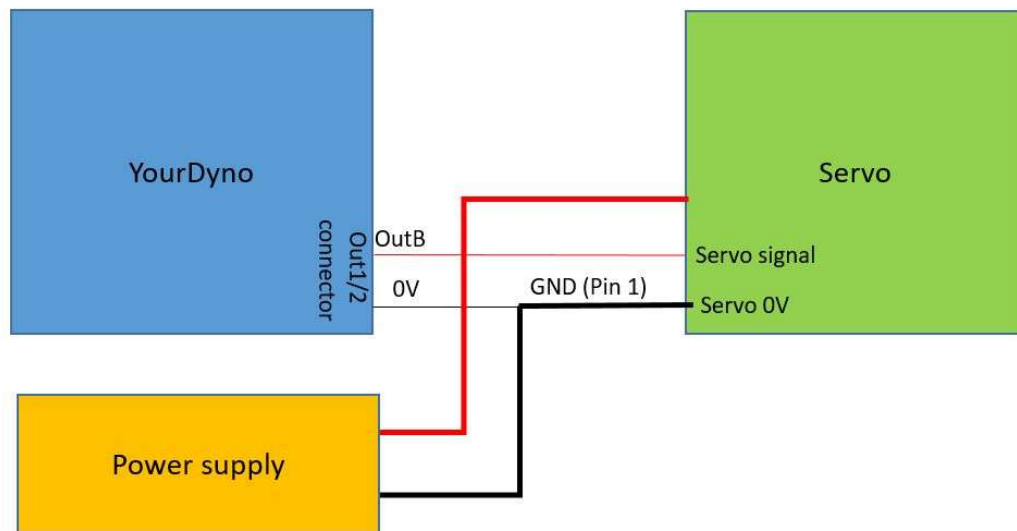 YourDyno
Out1/2
connector
OutB
0V
GND (Pin 1)
Servo
Servo signal
Servo 0V
Power supply